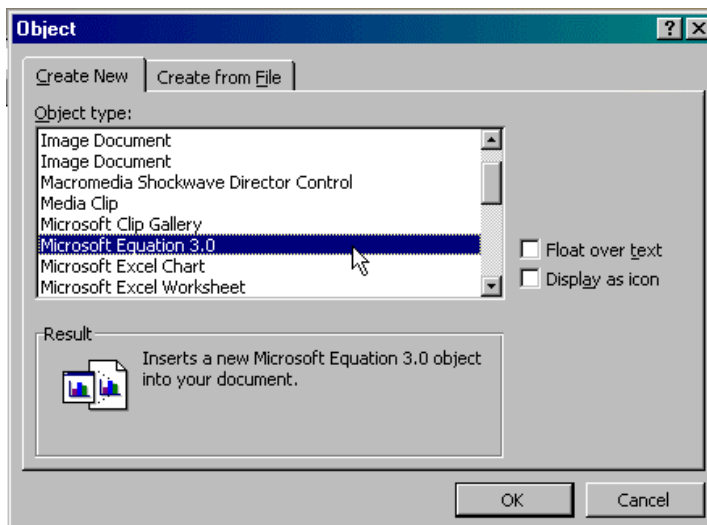 Object
Create New
Create from File
Object type:
Image Document
Image Document
Macromedia Shockwave Director Control
Media Clip
Microsoft Clip Gallery
Microsoft Equation 3.0
Microsoft Excel Chart
Microsoft Excel Worksheet
Float over text
Display as icon
Result
Inserts a new Microsoft Equation 3.0 object
into your document.
OK
Cancel